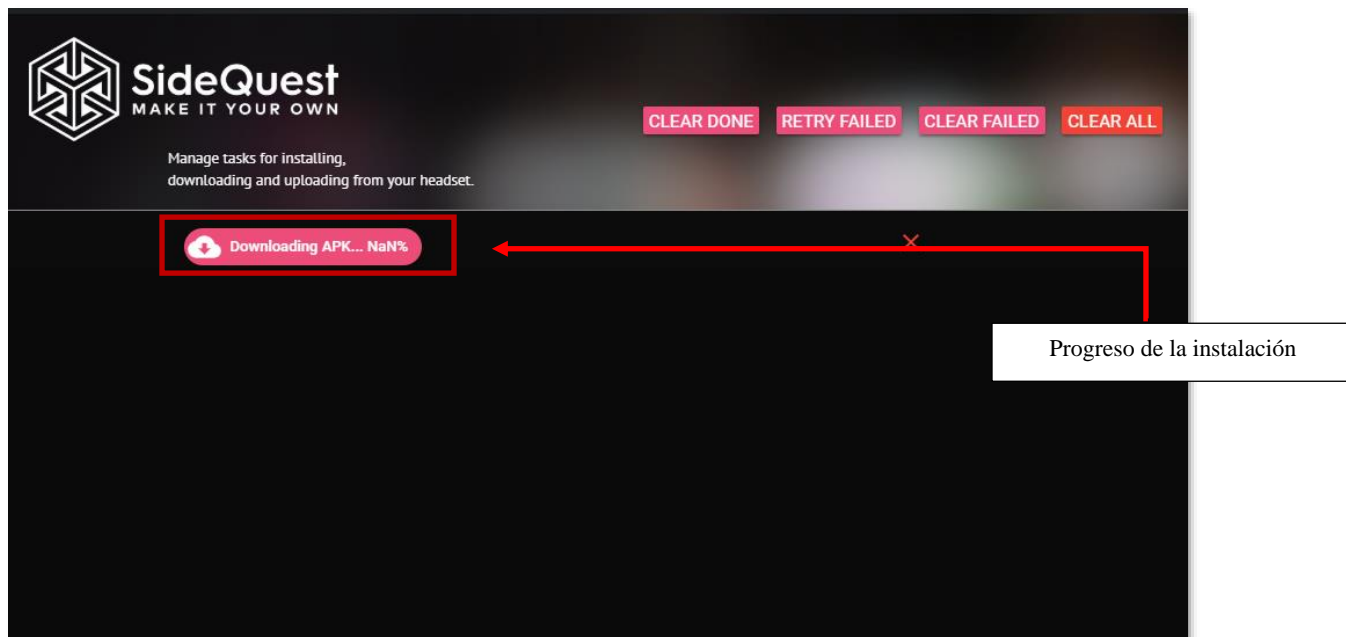 SideQuest
MAKE IT YOUR OWN
CLEAR DONE
RETRY FAILED
CLEAR FAILED
CLEAR ALL
Manage tasks for installing,
downloading and uploading from your headset.
Downloading APK... NaN%
Progreso de la instalación